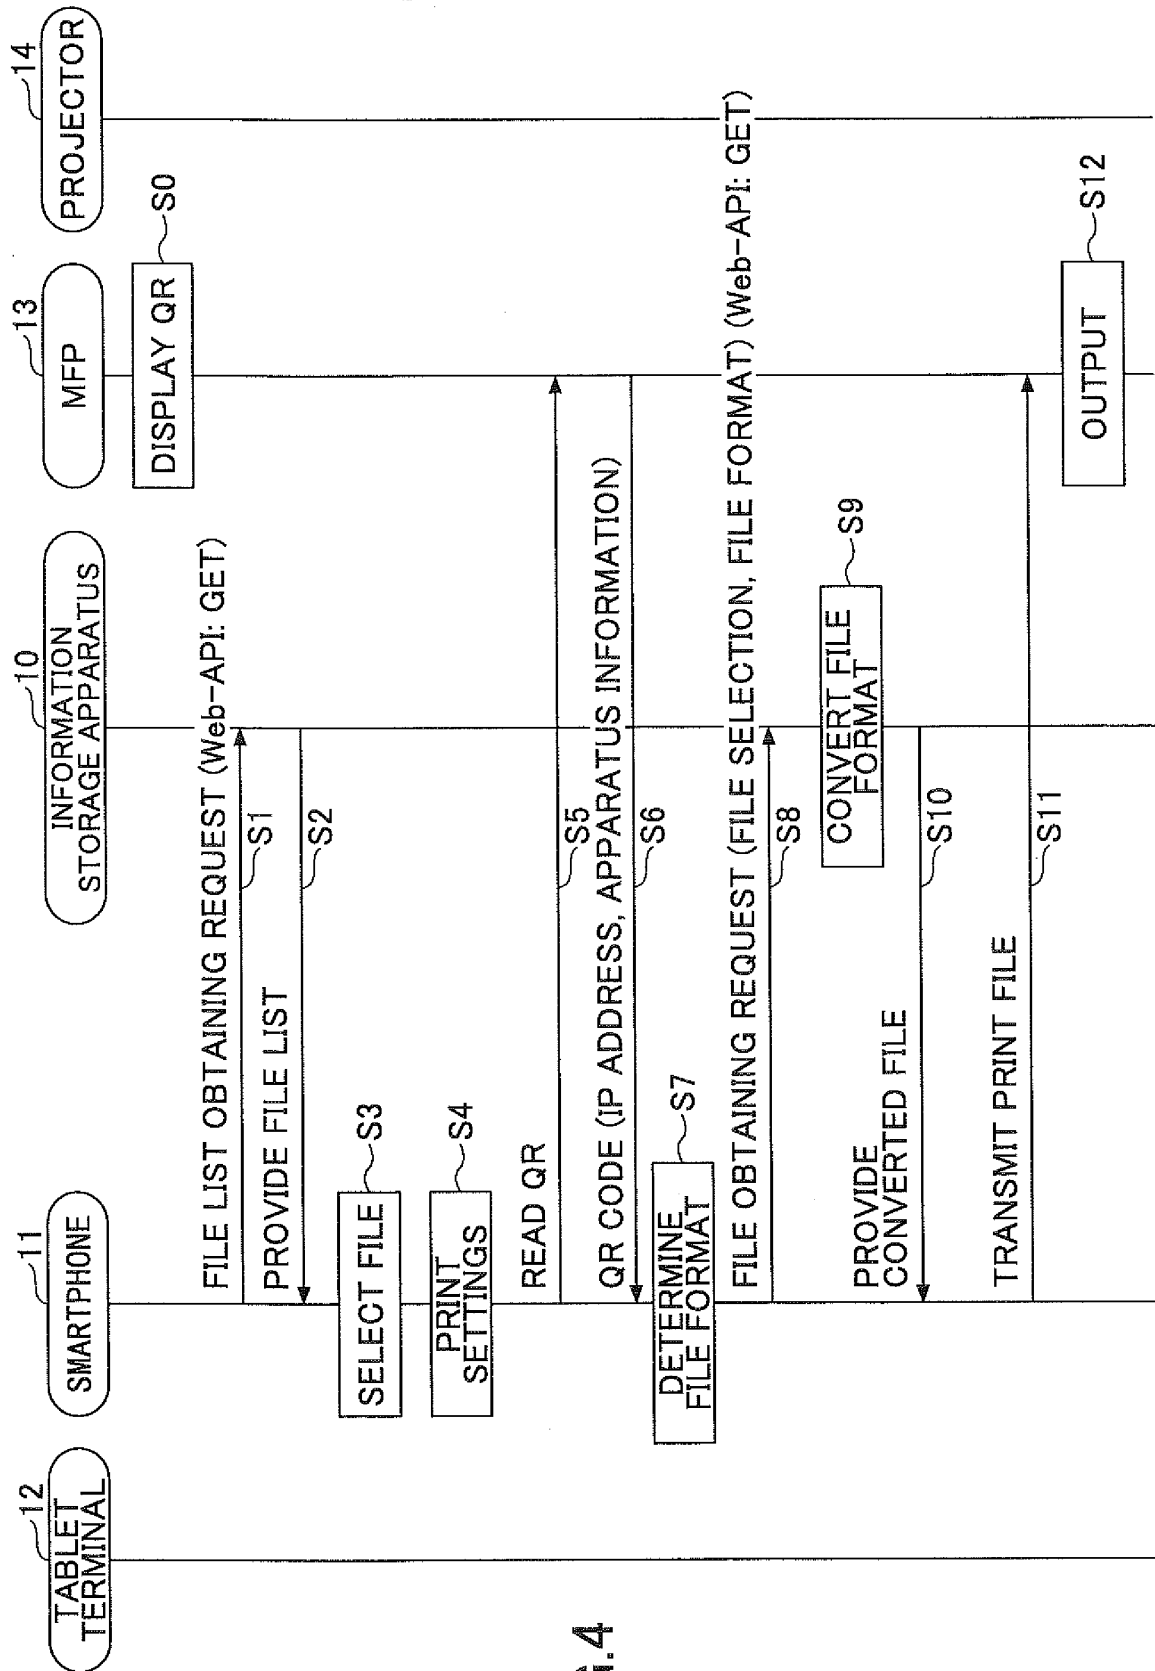 12
TABLET
TERMINAL
11
SMARTPHONE
10
INFORMATION
STORAGE APPARATUS
13
MFP
14
PROJECTOR
DISPLAY QR
S0
FILE LIST OBTAINING REQUEST (Web-API: GET)
S1
PROVIDE FILE LIST
S2
SELECT FILE
S3
PRINT
SETTINGS
S4
READ QR
S5
QR CODE (IP ADDRESS, APPARATUS INFORMATION)
S6
DETERMINE
FILE FORMAT
S7
FILE OBTAINING REQUEST (FILE SELECTION, FILE FORMAT) (Web-API: GET)
S8
CONVERT FILE
FORMAT
S9
PROVIDE
CONVERTED FILE
S10
TRANSMIT PRINT FILE
S11
OUTPUT
S12
.4